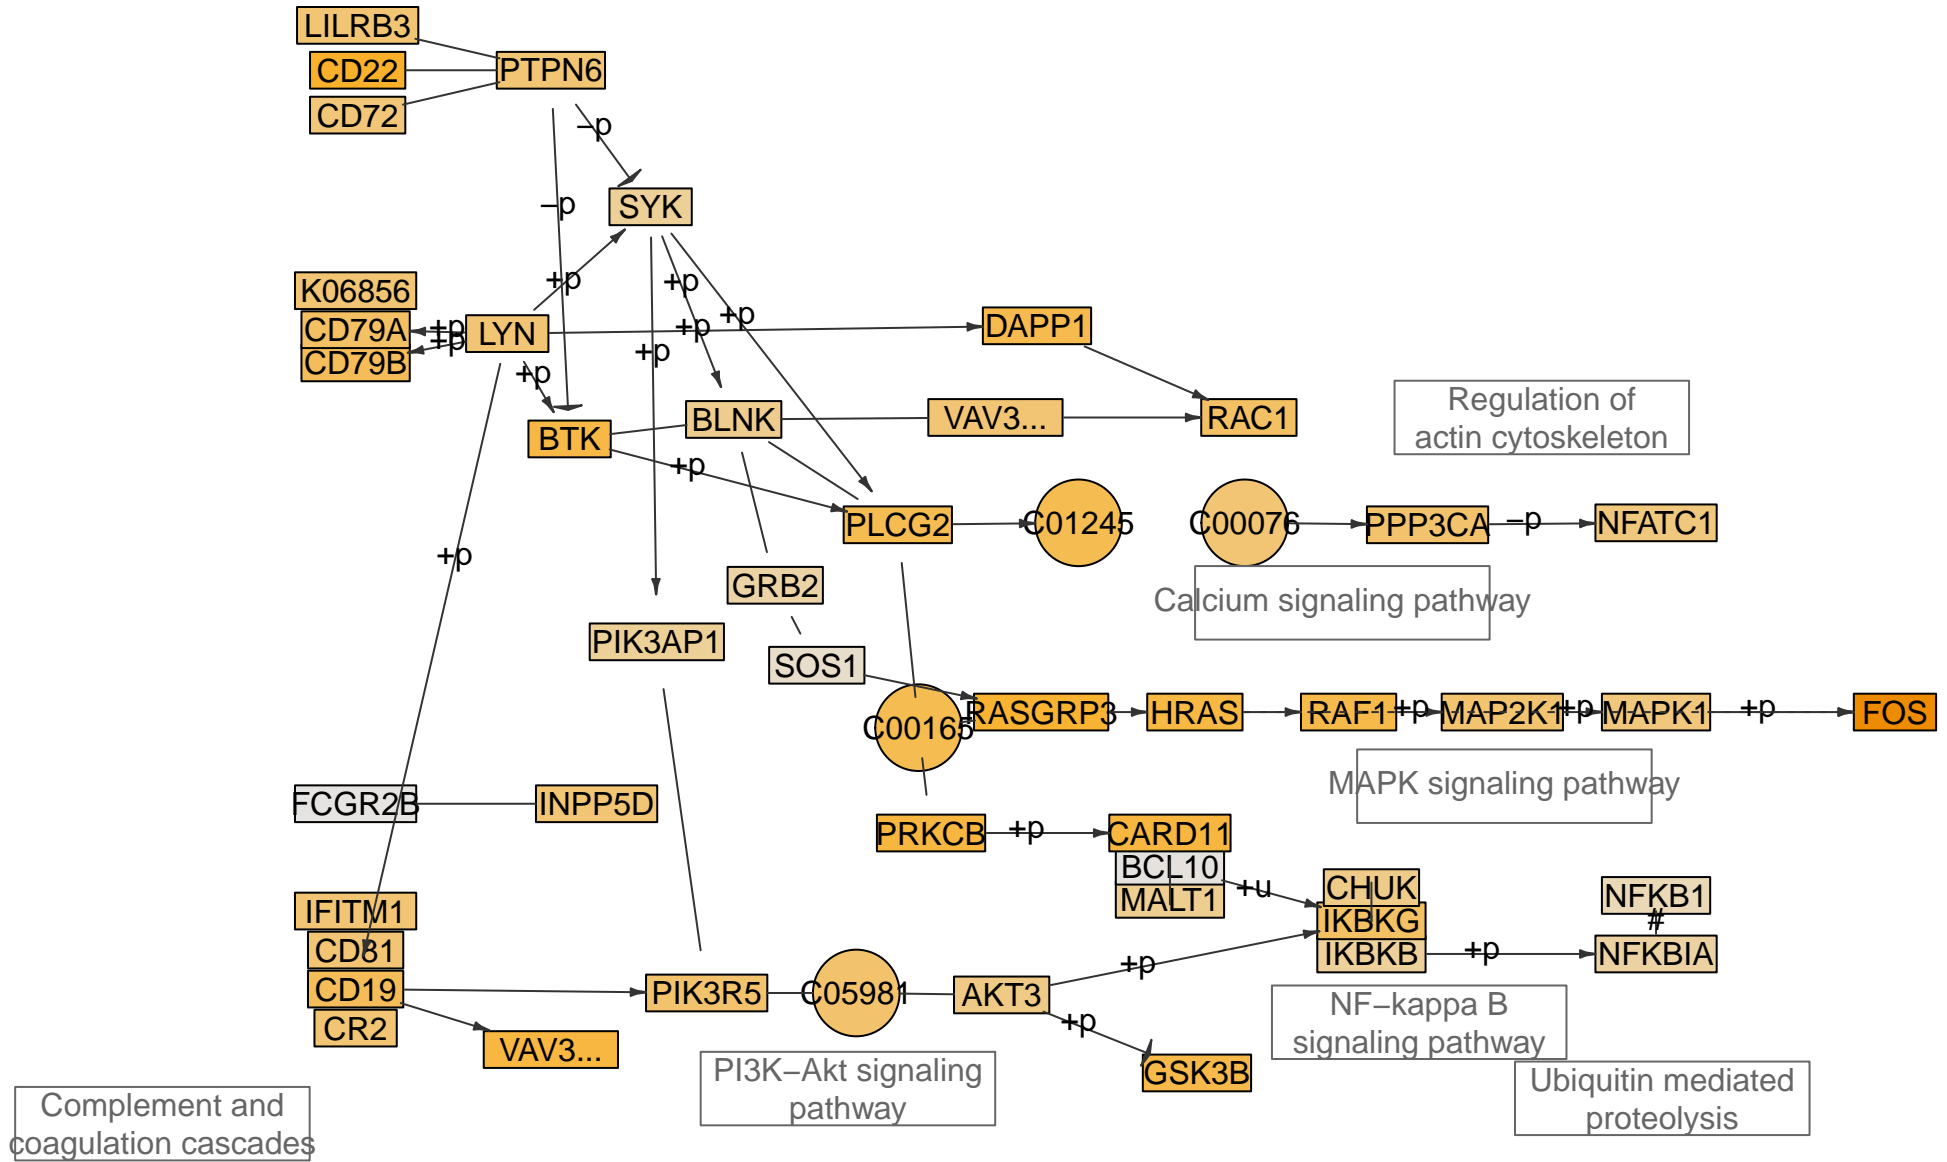 LILRB3
CD22
PTPN6
CD72
–p
SYK
–p
+p
+p
K06856
CD79A
+p
LYN
+p
+p
DAPP1
+p
CD79B
+p
+p
BTK
BLNK
VAV3...
RAC1
Regulation of
actin cytoskeleton
+p
PLCG2
C01245
C00076
PPP3CA
–p
NFATC1
+p
GRB2
Calcium signaling pathway
PIK3AP1
SOS1
C00165
RASGRP3
HRAS
RAF1
+p
MAP2K1
+p
MAPK1
+p
FOS
MAPK signaling pathway
FCGR2B
INPP5D
PRKCB
+p
CARD11
BCL10
MALT1
+u
CHUK
IKBKG
IKBKB
+p
NFKB1
#
NFKBIA
IFITM1
CD81
CD19
CR2
PIK3R5
C05981
AKT3
+p
+p
VAV3...
GSK3B
NF–kappa B
signaling pathway
PI3K–Akt signaling
pathway
Ubiquitin mediated
proteolysis
Complement and
coagulation cascades